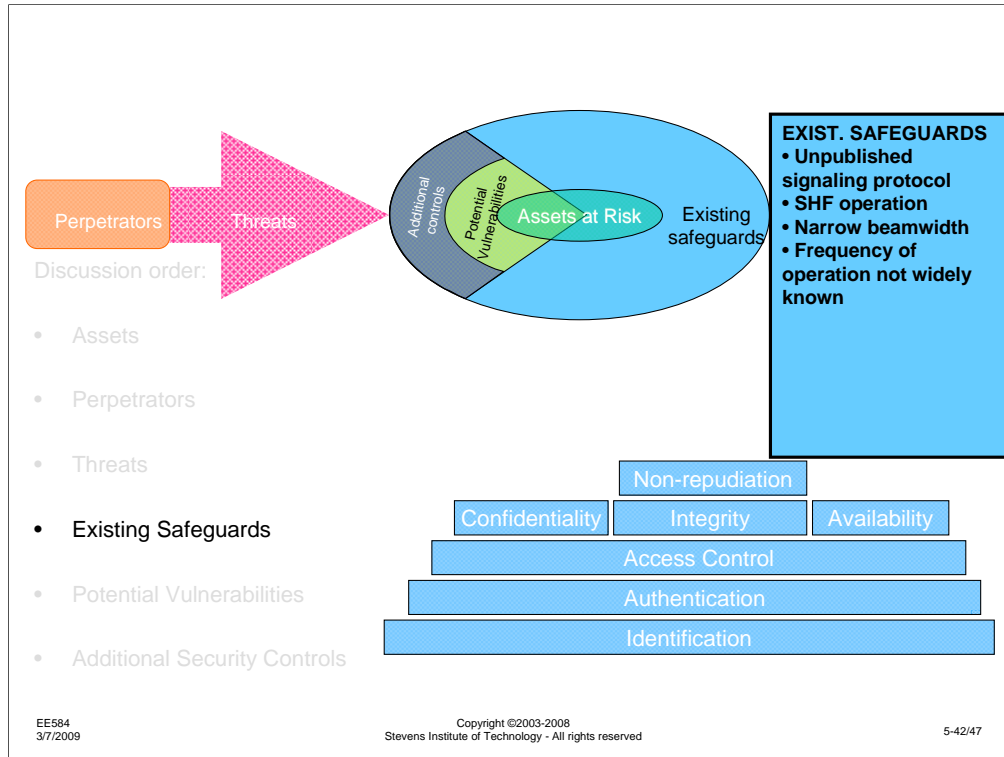 Perpetrators
Threats
Additional
controls
Potential
Vulnerabilities
Assets at Risk
Existing
safeguards
EXIST. SAFEGUARDS
• Unpublished
signaling protocol
• SHF operation
• Narrow beamwidth
• Frequency of
operation not widely
known
Discussion order:
• Assets
• Perpetrators
• Threats
• Existing Safeguards
• Potential Vulnerabilities
• Additional Security Controls
Non-repudiation
Confidentiality
Integrity
Availability
Access Control
Authentication
Identification
EE584
3/7/2009
Copyright ©2003-2008
Stevens Institute of Technology - All rights reserved
5-42/47